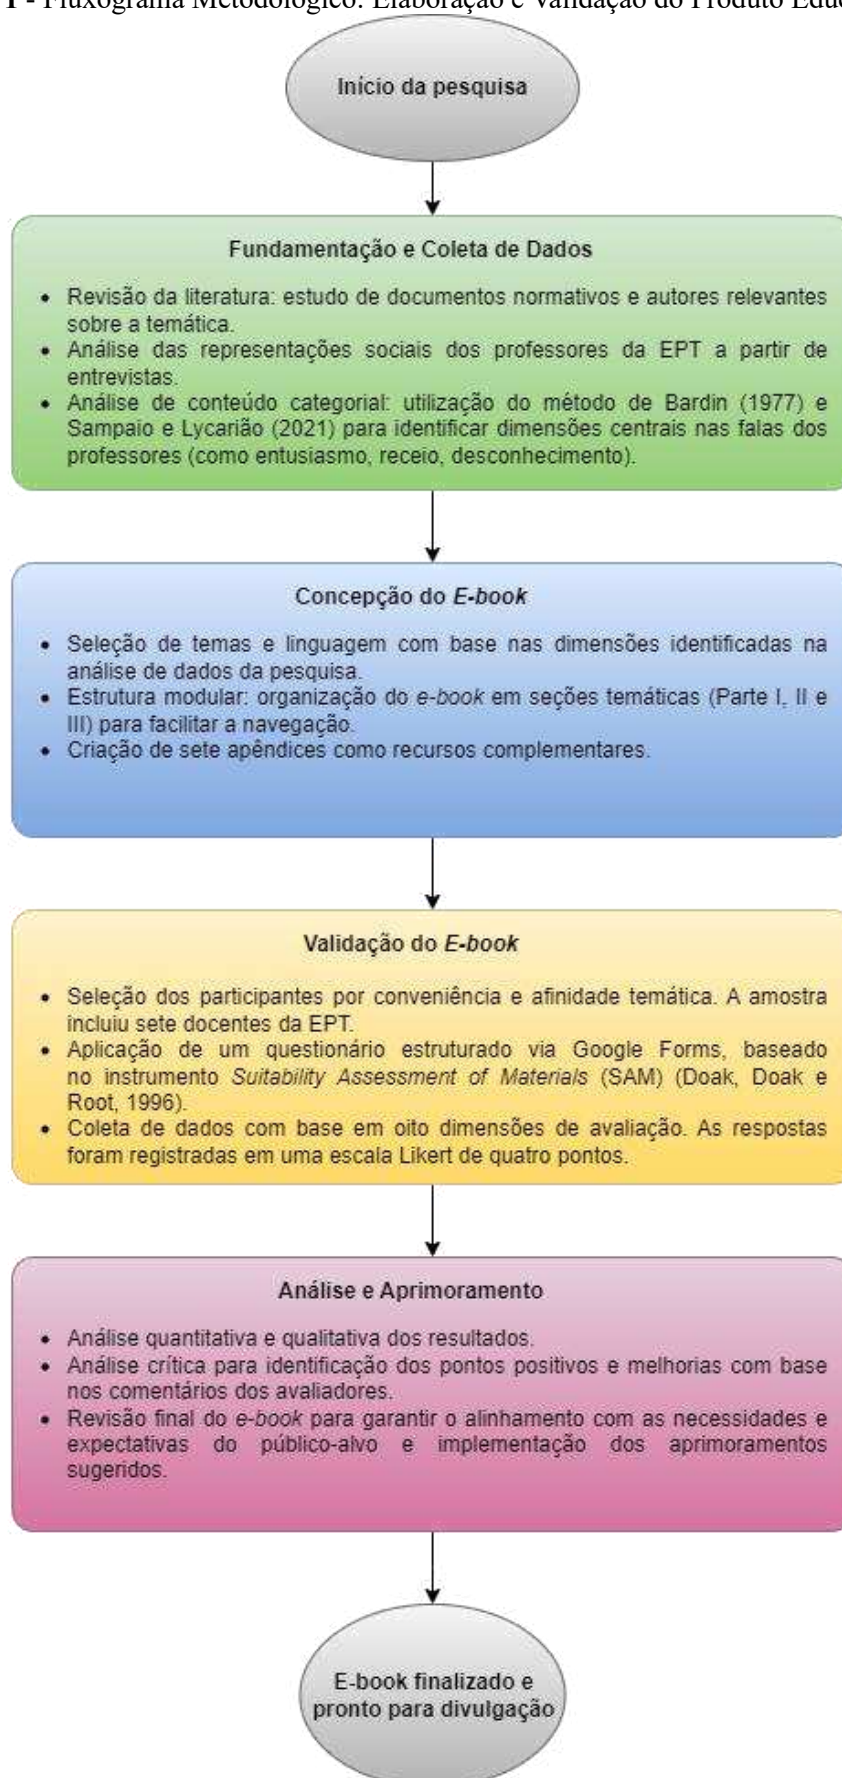 1 - Fluxograma Metodológico: Elaboração e Validação do Produto
Início da pesquisa
Fundamentação e Coleta de Dados
• Revisão da literatura: estudo de documentos normativos e autores relevantes
sobre a temática.
• Análise das representações sociais dos professores da EPT a partir de
entrevistas.
• Análise de conteúdo categorial: utilização do método de Bardin (1977) e
Sampaio e Lycarião (2021) para identificar dimensões centrais nas falas dos
professores (como entusiasmo, receio, desconhecimento).
Concepção do E-book
• Seleção de temas e linguagem com base nas dimensões identificadas na
análise de dados da pesquisa.
• Estrutura modular: organização do e-book em seções temáticas (Parte I, II e
III) para facilitar a navegação.
• Criação de sete apêndices como recursos complementares.
Validação do E-book
• Seleção dos participantes por conveniência e afinidade temática. A amostra
incluiu sete docentes da EPT.
• Aplicação de um questionário estruturado via Google Forms, baseado
no instrumento Suitability Assessment of Materials (SAM) (Doak, Doak e
Root, 1996).
• Coleta de dados com base em oito dimensões de avaliação. As respostas
foram registradas em uma escala Likert de quatro pontos.
Análise e Aprimoramento
• Análise quantitativa e qualitativa dos resultados.
• Análise crítica para identificação dos pontos positivos e melhorias com base
nos comentários dos avaliadores.
• Revisão final do e-book para garantir o alinhamento com as necessidades e
expectativas do público-alvo e implementação dos aprimoramentos
sugeridos.
E-book finalizado e
pronto para divulgação